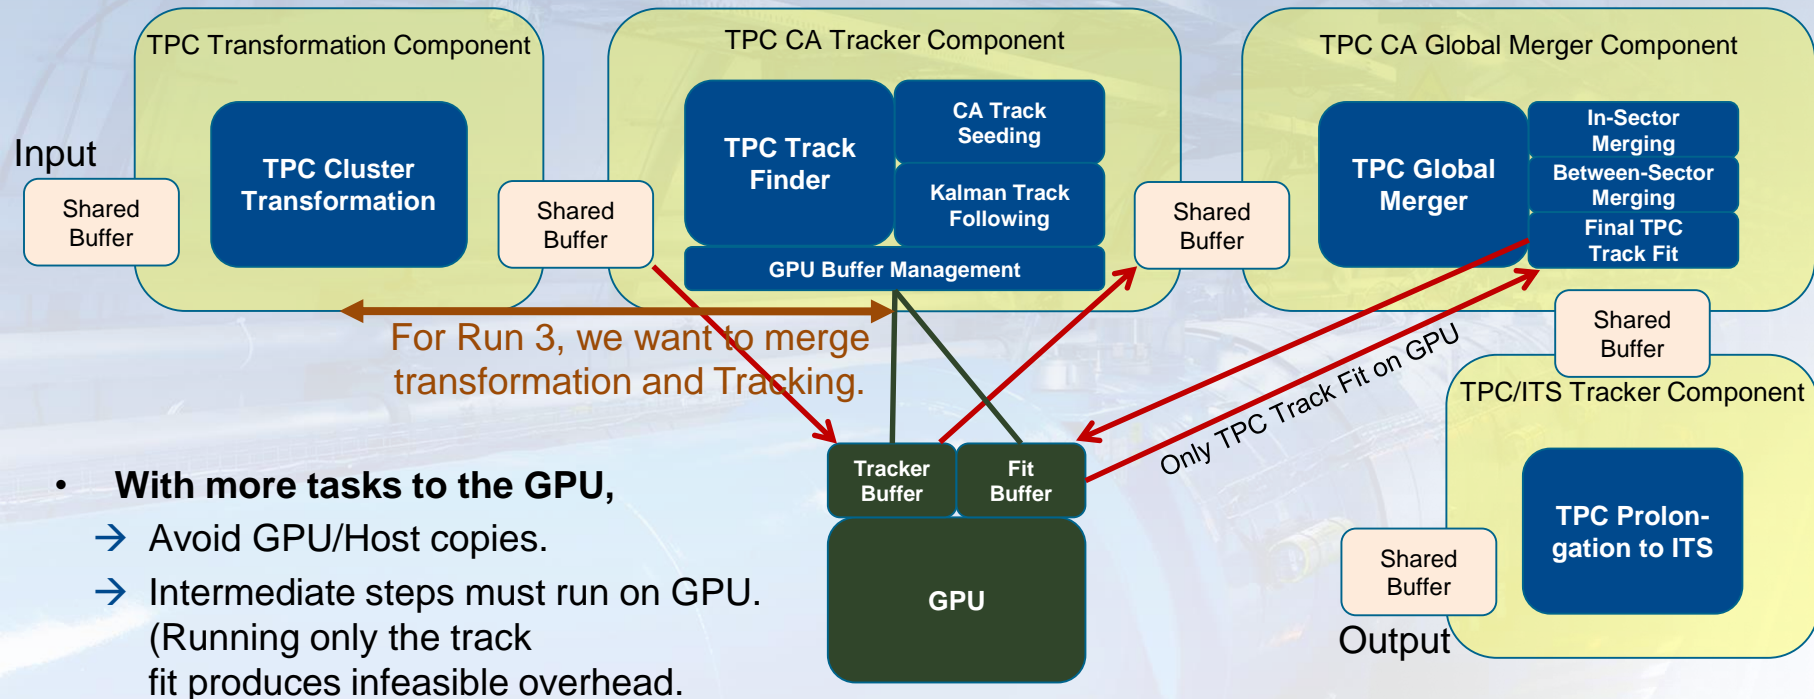 TPC Transformation Component
TPC CA Tracker Component
TPC CA Global Merger Component
Input
Shared
Buffer
TPC Cluster
Transformation
Shared
Buffer
TPC Track
Finder
CA Track
Seeding
Kalman Track
Following
GPU Buffer Management
Shared
Buffer
TPC Global
Merger
In-Sector
Merging
Between-Sector
Merging
Final TPC
Track Fit
For Run 3, we want to merge
transformation and Tracking.
Only TPC Track Fit on GPU
Shared
Buffer
TPC/ITS Tracker Component
Tracker
Buffer
Fit
Buffer
GPU
TPC Prolon-
gation to ITS
Shared
Buffer
Output
• With more tasks to the GPU,
→ Avoid GPU/Host copies.
→ Intermediate steps must run on GPU.
(Running only the track
fit produces infeasible overhead.